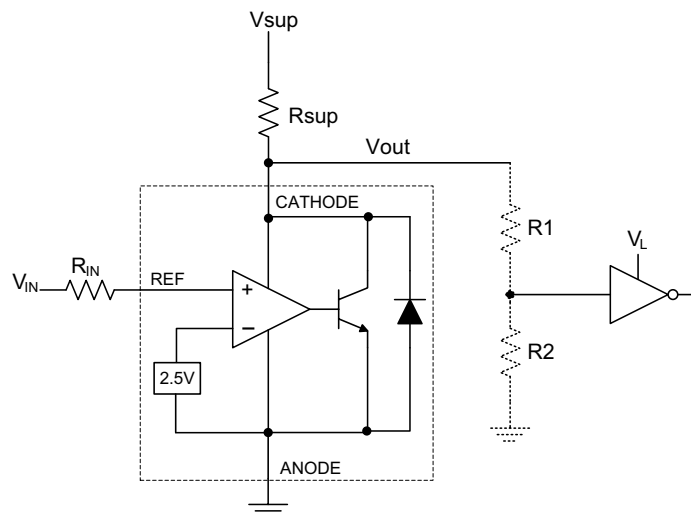 Vsup
Rsup
Vout
CATHODE
R1
RIN
VL
VIN
REF
+
–
R2
2.5V
ANODE